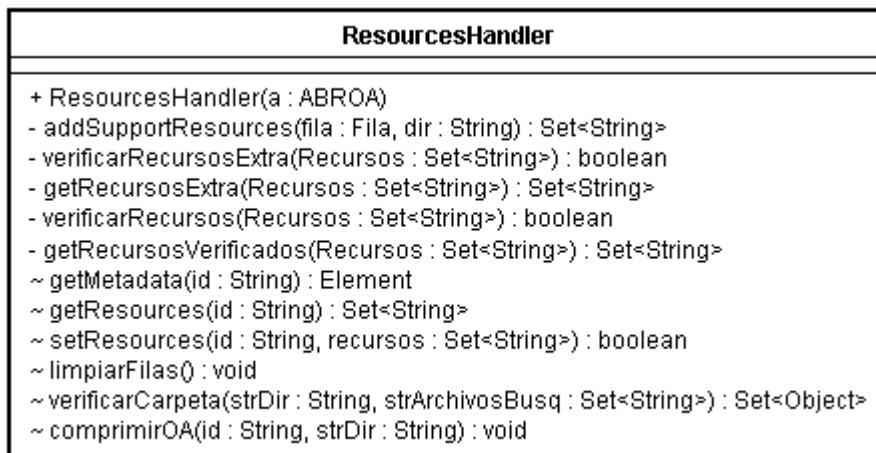 ResourcesHandler
+ ResourcesHandler(a : ABROA)
- addSupportResources(fila : Fila, dir : String) : Set<String>
- verificarRecursosExtra(Recursos : Set<String>) : boolean
- getRecursosExtra(Recursos : Set<String>) : Set<String>
- verificarRecursos(Recursos : Set<String>) : boolean
- getRecursosVerificados(Recursos : Set<String>) : Set<String>
~ getMetadata(id : String) : Element
~ getResources(id : String) : Set<String>
~ setResources(id : String, recursos : Set<String>) : boolean
~ limpiarFilas() : void
~ verificarCarpeta(strDir : String, strArchivosBusq : Set<String>) : Set<Object>
~ comprimirOA(id : String, strDir : String) : void